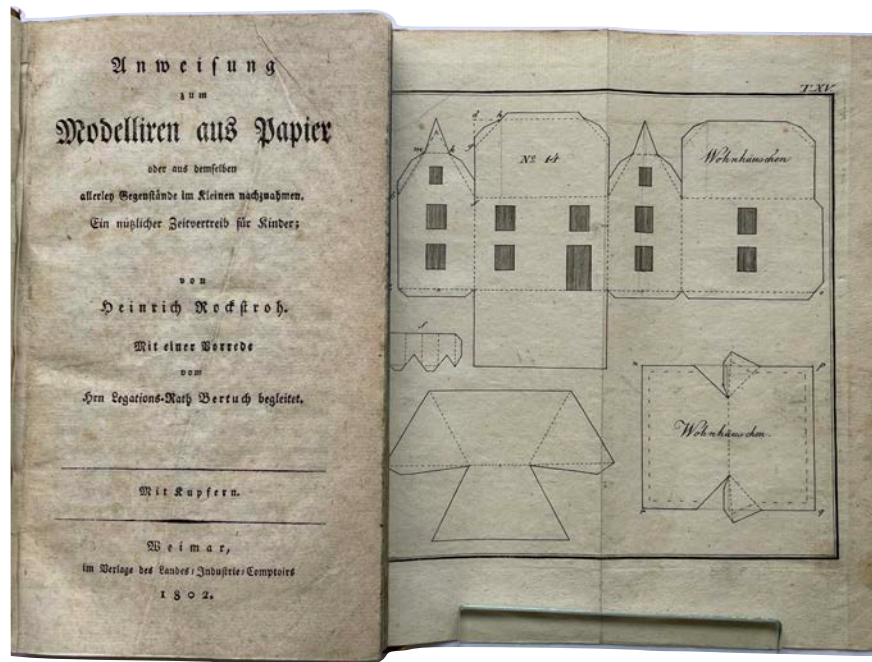 Anweisung
zum
Modelliren aus Papier
oder aus demselben
allerley Gegenstände im Kleinen nachzuahmen.
Ein nützlicher Zeitvertreib für Kinder;
von
Heinrich Rockstroh.
Mit einer Vorrede
vom
Hrn Legations-Rath Bertuch begleitet.
Mit Kupfern.
Weimar,
im Verlage des Landes-Industrie-Comptoirs
1802.
T. XV.
No 14
Wohnhäuschen
Wohnhäuschen.